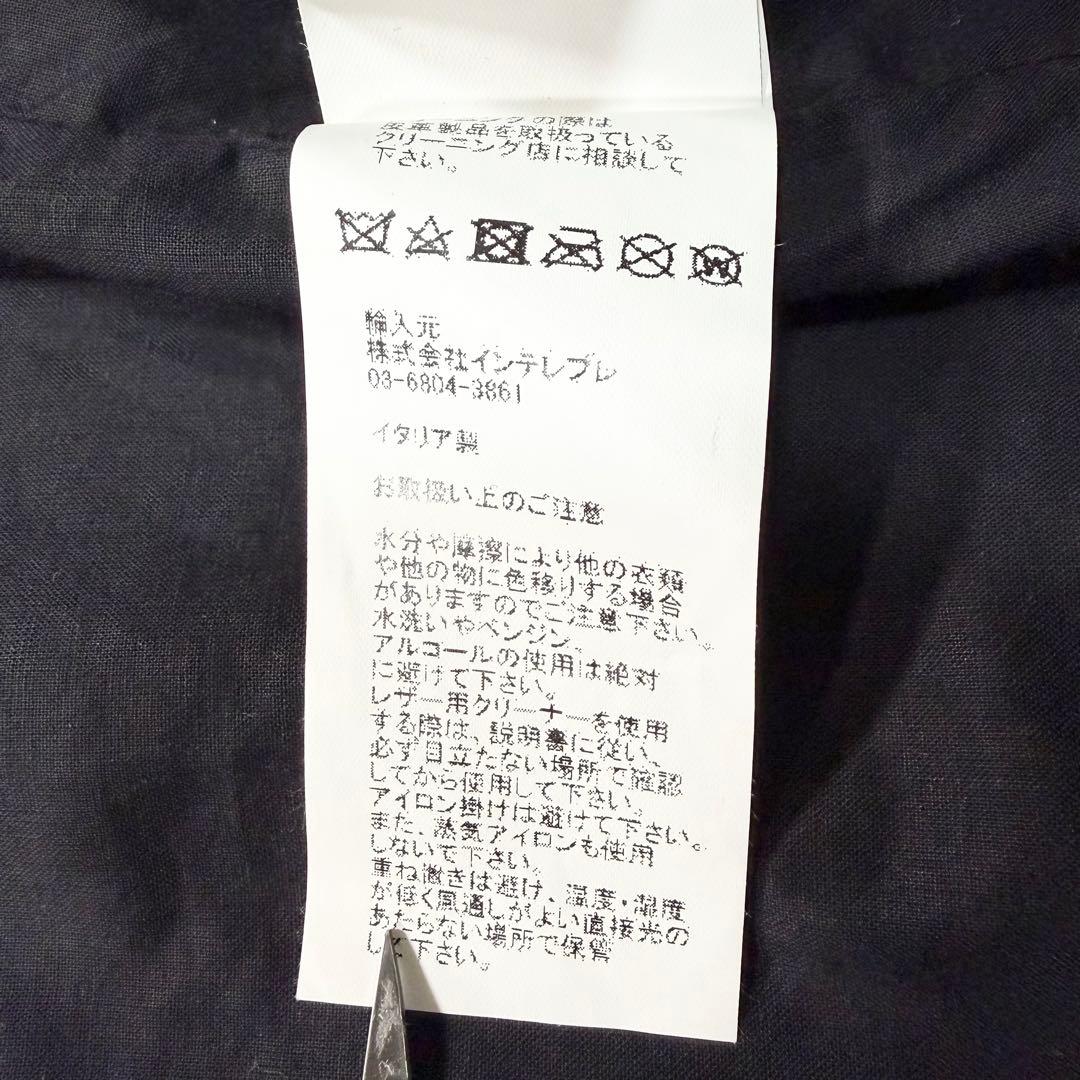 ーニングの際は
皮革製品を取扱っている
クリーニング店に相談して
下さい。
W
輸入元
株式会社インテレプレ
03-6804-3861
イタリア製
お取扱い上のご注意
水分や摩擦により他の衣類
や他の物に色移りする場合
がありますのでご注意下さい。
水洗いやベンジン、
アルコールの使用は絶対
に避けて下さい。
レザー用クリーナーを使用
する際は、説明書に従い、
必ず目立たない場所で確認
してから使用して下さい。
アイロン掛けは避けて下さい。
また、蒸気アイロンも使用
しないで下さい。
重ね置きは避け、温度・湿度
が低く風通しがよい直接光の
あたらない場所で保管
して下さい。